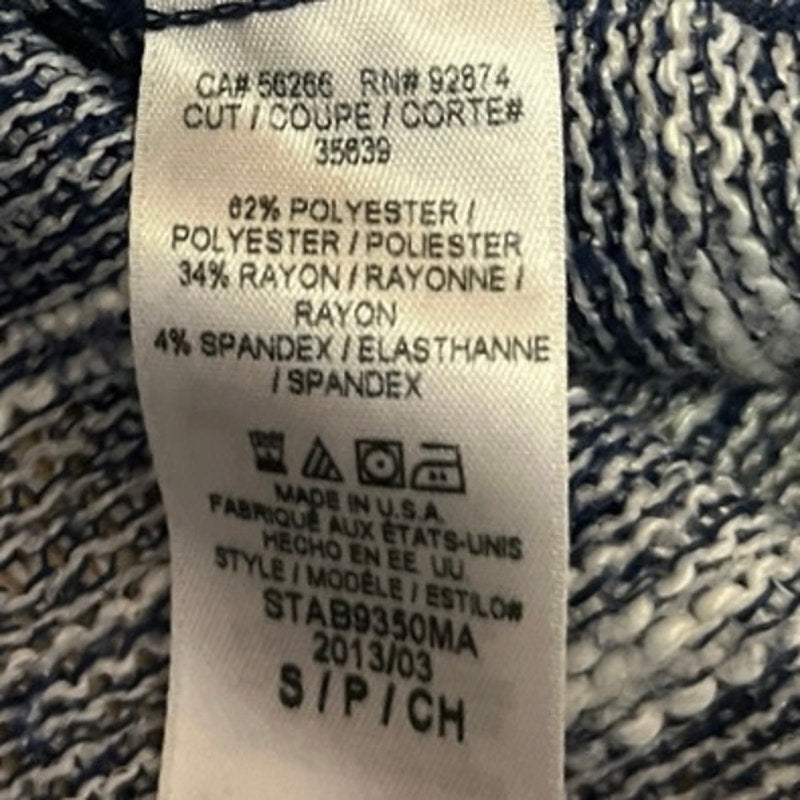 CA# 56266 RN# 92874
CUT / COUPE / CORTE#
35639
62% POLYESTER /
POLYESTER / POLIESTER
34% RAYON / RAYONNE /
RAYON
4% SPANDEX / ELASTHANNE
/ SPANDEX
MADE IN U.S.A.
FABRIQUÉ AUX ÉTATS-UNIS
HECHO EN EE. UU.
STYLE / MODÈLE / ESTILO#
STAB9350MA
2013/03
S / P / CH